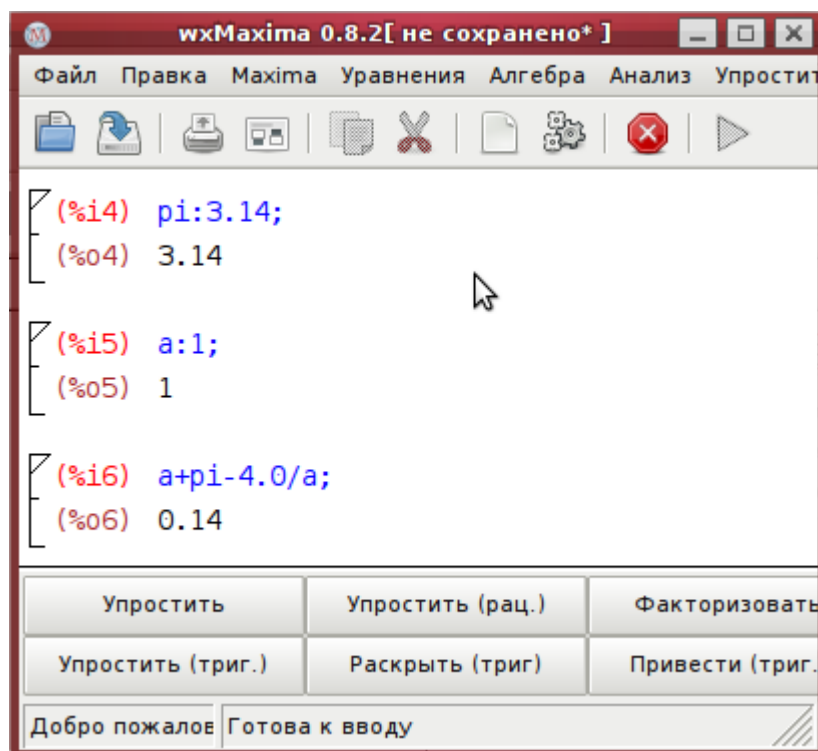 wxMaxima 0.8.2[ не сохранено* ]
Файл Правка Maxima Уравнения Алгебра Анализ Упростит
(%i4) pi:3.14;
(%o4) 3.14
(%i5) a:1;
(%o5) 1
(%i6) a+pi-4.0/a;
(%o6) 0.14
Упростить Упростить (рац.) Факторизовать
Упростить (триг.) Раскрыть (триг) Привести (триг.
Добро пожалов Готова к вводу